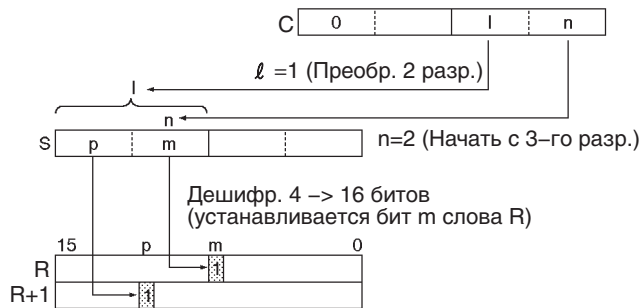 C 0 l n
ℓ =1 (Преобр. 2 разр.)
l
n
S p m
n=2 (Начать с 3–го разр.)
Дешифр. 4 –> 16 битов
(устанавливается бит m слова R)
15 p m 0
R 1
R+1 1